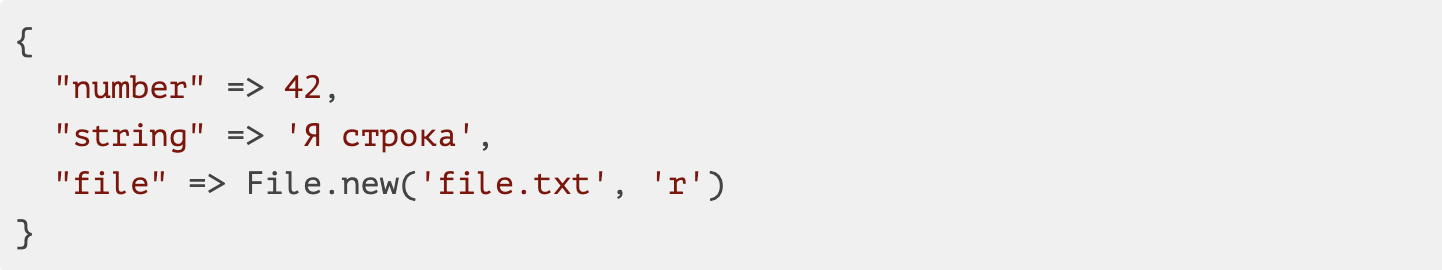 {
  "number" => 42,
  "string" => 'Я строка',
  "file" => File.new('file.txt', 'r')
}